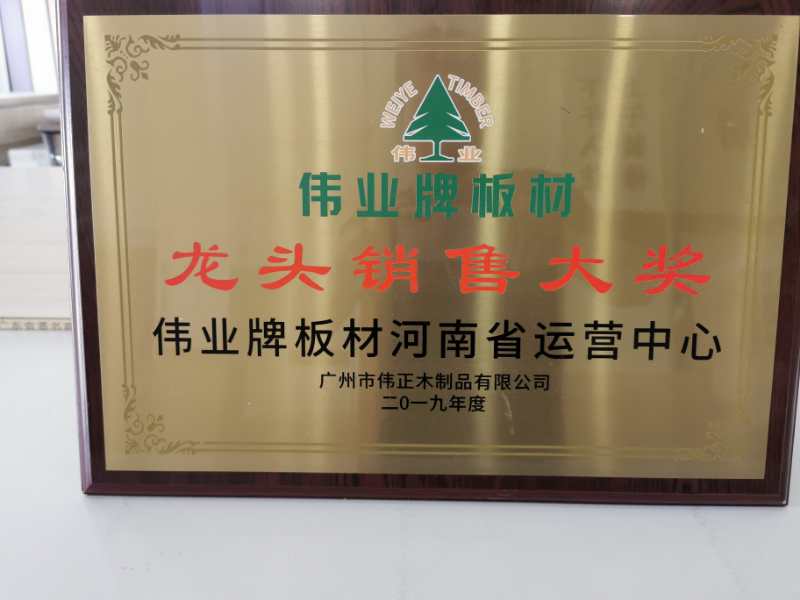 WEIYE TIMBER
伟业
伟业牌板材
龙头销售大奖
伟业牌板材河南省运营中心
广州市伟正木制品有限公司
二0一九年度